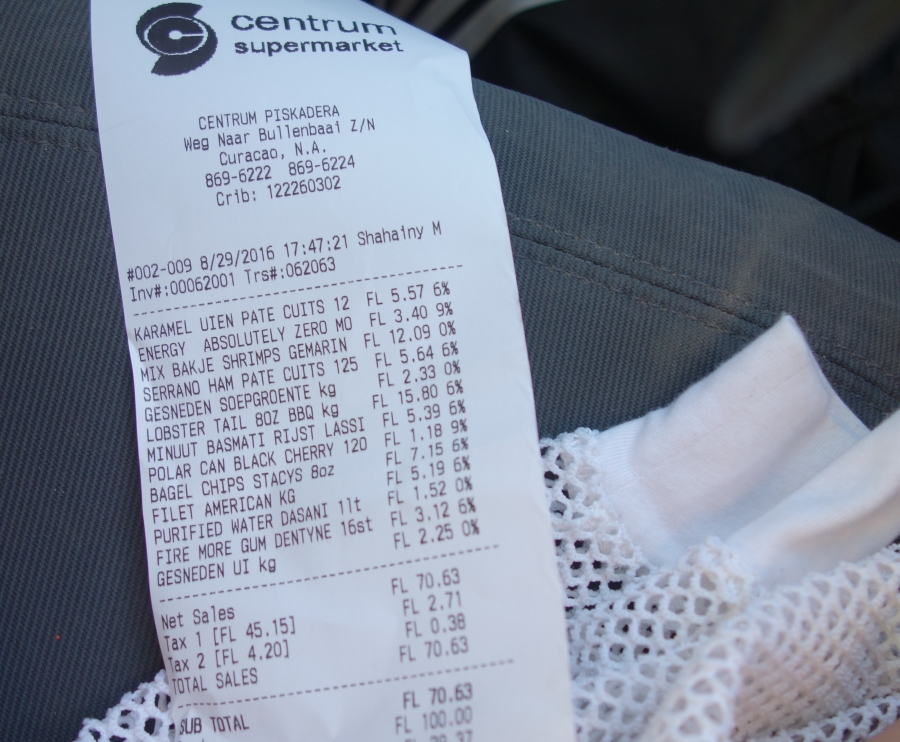 centrum
supermarket
CENTRUM PISKADERA
Weg Naar Bullenbaai Z/N
Curacao, N.A.
869-6222 869-6224
Crib: 122260302
#002-009 8/29/2016 17:47:21 Shahainy M
Inv#:00062001 Trs#:062063
KARAMEL UIEN PATE CUITS 12 FL 5.57 6%
ENERGY ABSOLUTELY ZERO MO FL 3.40 9%
MIX BAKJE SHRIMPS GEMARIN FL 12.09 0%
SERRANO HAM PATE CUITS 125 FL 5.64 6%
GESNEDEN SOEPGROENTE kg FL 2.33 0%
LOBSTER TAIL 8OZ BBQ kg FL 15.80 6%
MINUUT BASMATI RIJST LASSI FL 5.39 6%
POLAR CAN BLACK CHERRY 120 FL 1.18 9%
BAGEL CHIPS STACYS 8oz FL 7.15 6%
FILET AMERICAN KG FL 5.19 6%
PURIFIED WATER DASANI 1lt FL 1.52 0%
FIRE MORE GUM DENTYNE 16st FL 3.12 6%
GESNEDEN UI kg FL 2.25 0%
Net Sales FL 70.63
Tax 1 [FL 45.15] FL 2.71
Tax 2 [FL 4.20] FL 0.38
TOTAL SALES FL 70.63
SUB TOTAL FL 70.63
FL 100.00